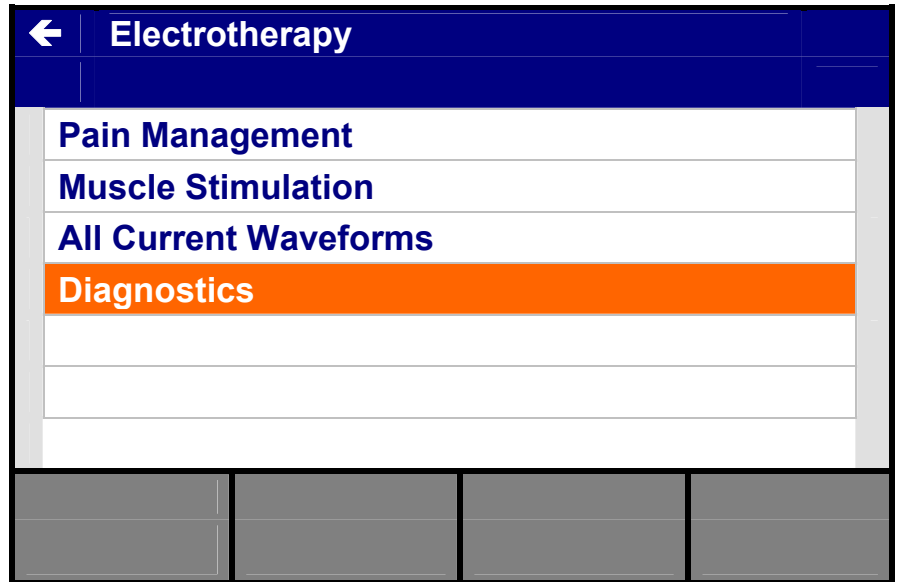 Electrotherapy
Pain Management
Muscle Stimulation
All Current Waveforms
Diagnostics